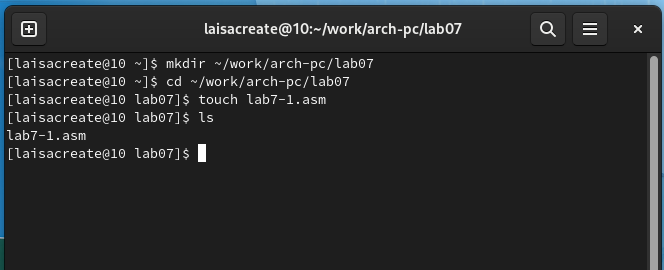 laisacreate@10:~/work/arch-pc/lab07
[laisacreate@10 ~]$ mkdir ~/work/arch-pc/lab07
[laisacreate@10 ~]$ cd ~/work/arch-pc/lab07
[laisacreate@10 lab07]$ touch lab7-1.asm
[laisacreate@10 lab07]$ ls
lab7-1.asm
[laisacreate@10 lab07]$